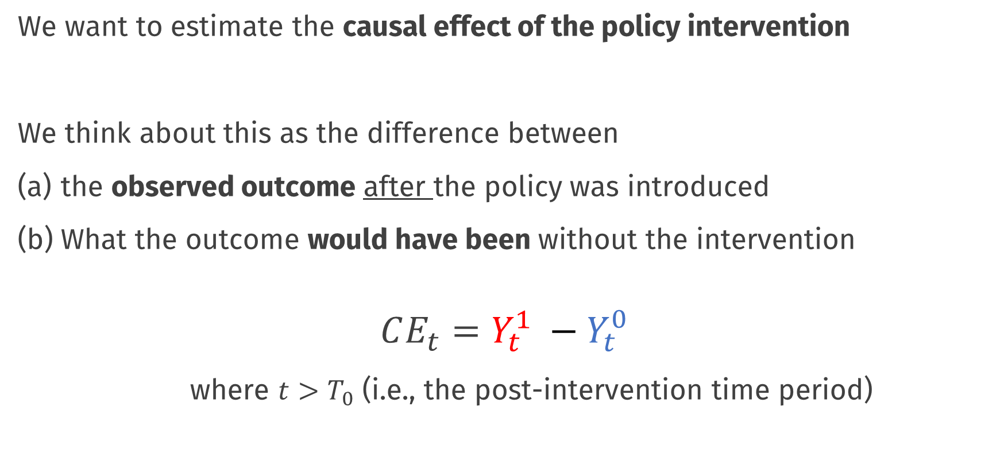 We want to estimate the causal effect of the policy intervention
We think about this as the difference between
(a) the observed outcome after the policy was introduced
(b) What the outcome would have been without the intervention
CE_t = Y_t^1 − Y_t^0
where t > T_0 (i.e., the post-intervention time period)